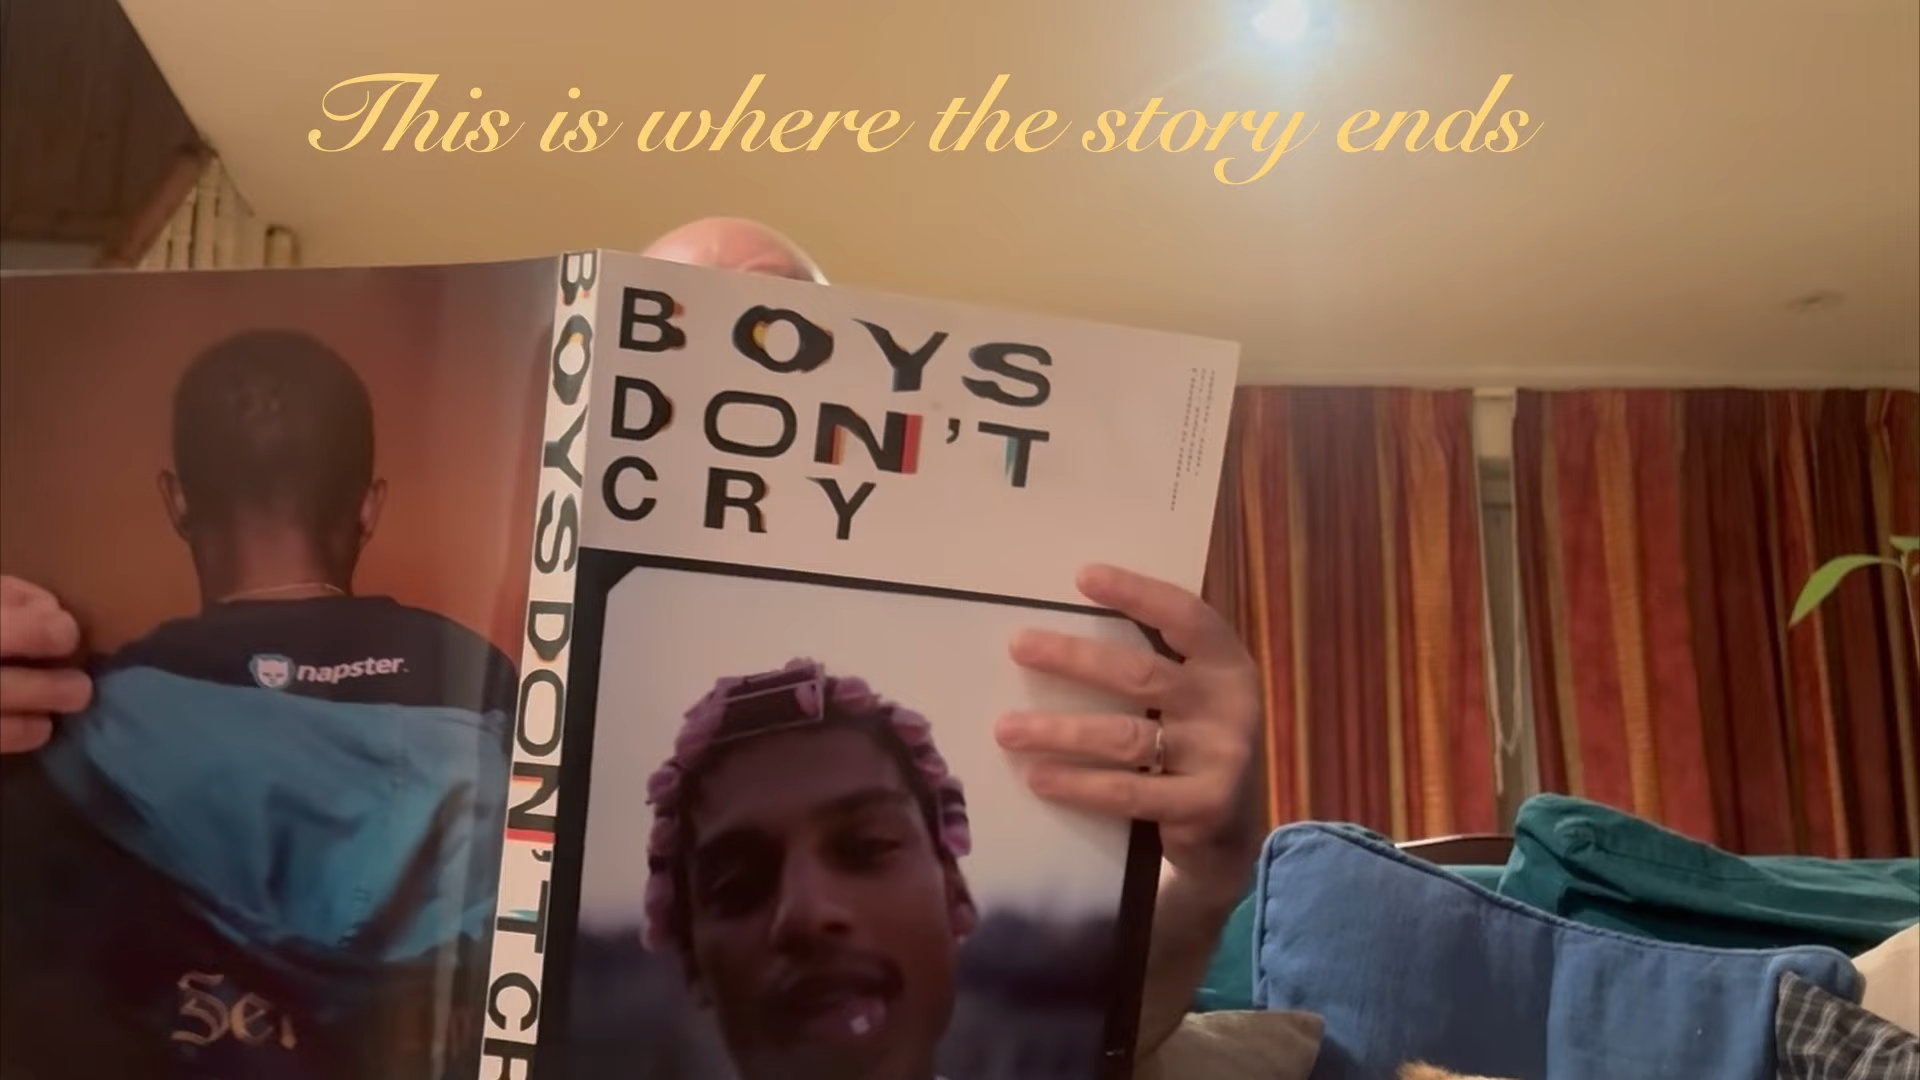 This is where the story ends
BOYS
DON'T
CRY
BOYS DON'T CR
napster